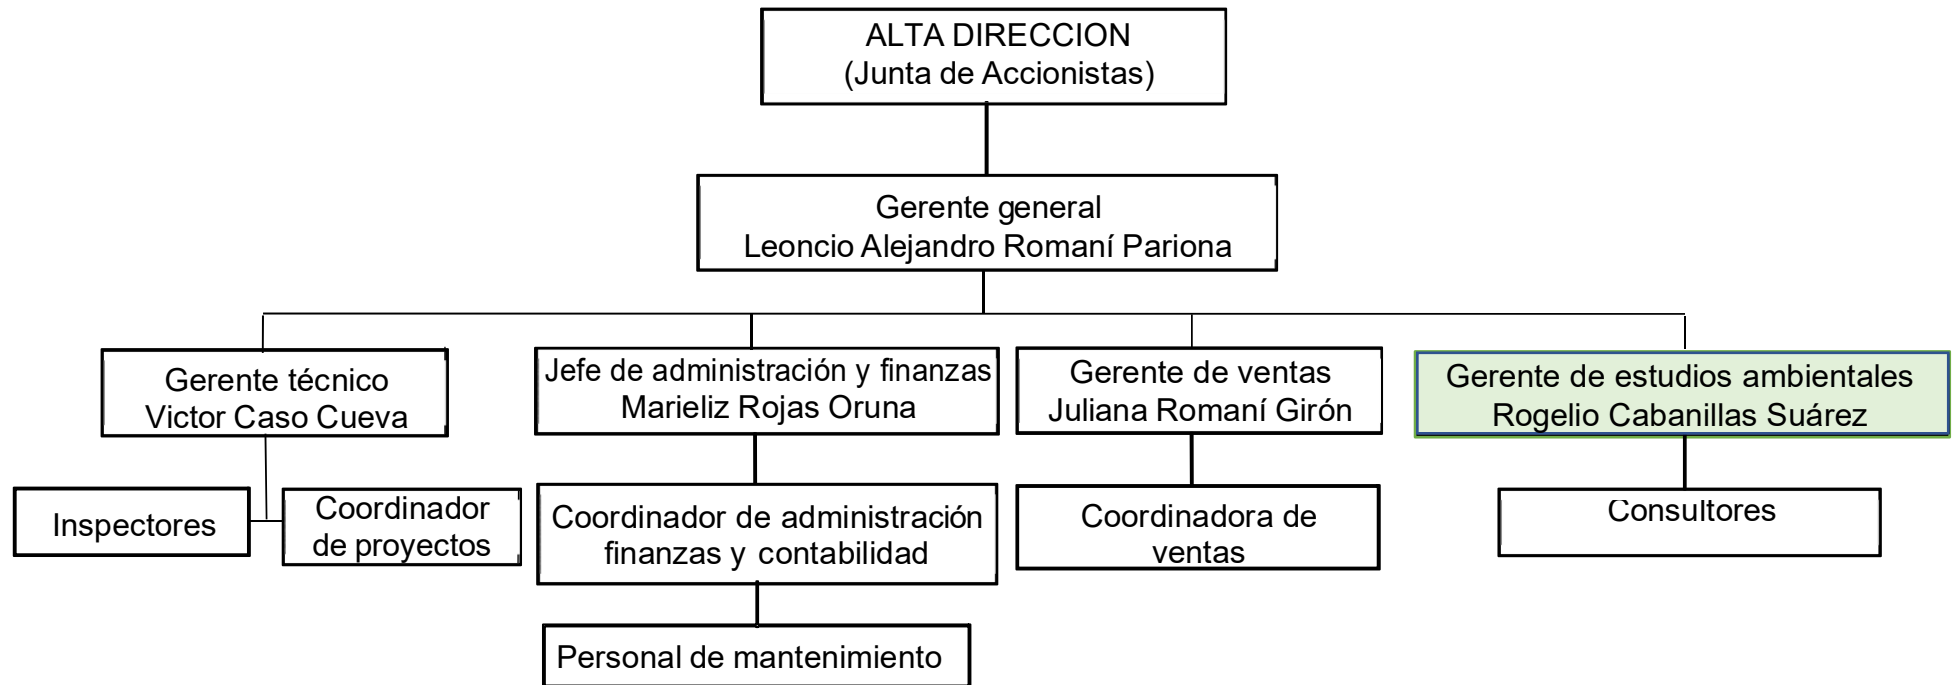 ALTA DIRECCION
(Junta de Accionistas)
Gerente general
Leoncio Alejandro Romaní Pariona
Gerente técnico
Victor Caso Cueva
Jefe de administración y finanzas
Marieliz Rojas Oruna
Gerente de ventas
Juliana Romaní Girón
Gerente de estudios ambientales
Rogelio Cabanillas Suárez
Inspectores
Coordinador
de proyectos
Coordinador de administración
finanzas y contabilidad
Coordinadora de
ventas
Consultores
Personal de mantenimiento